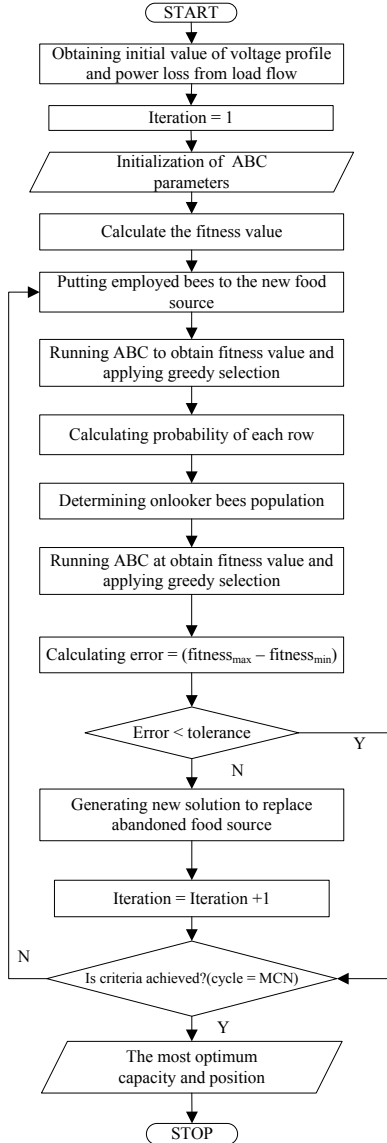 START
Obtaining initial value of voltage profile
and power loss from load flow
Iteration = 1
Initialization of ABC
parameters
Calculate the fitness value
Putting employed bees to the new food
source
Running ABC to obtain fitness value and
applying greedy selection
Calculating probability of each row
Determining onlooker bees population
Running ABC at obtain fitness value and
applying greedy selection
Calculating error = (fitnessmax – fitnessmin)
Error < tolerance
Y
N
Generating new solution to replace
abandoned food source
Iteration = Iteration +1
N
Is criteria achieved?(cycle = MCN)
Y
The most optimum
capacity and position
STOP